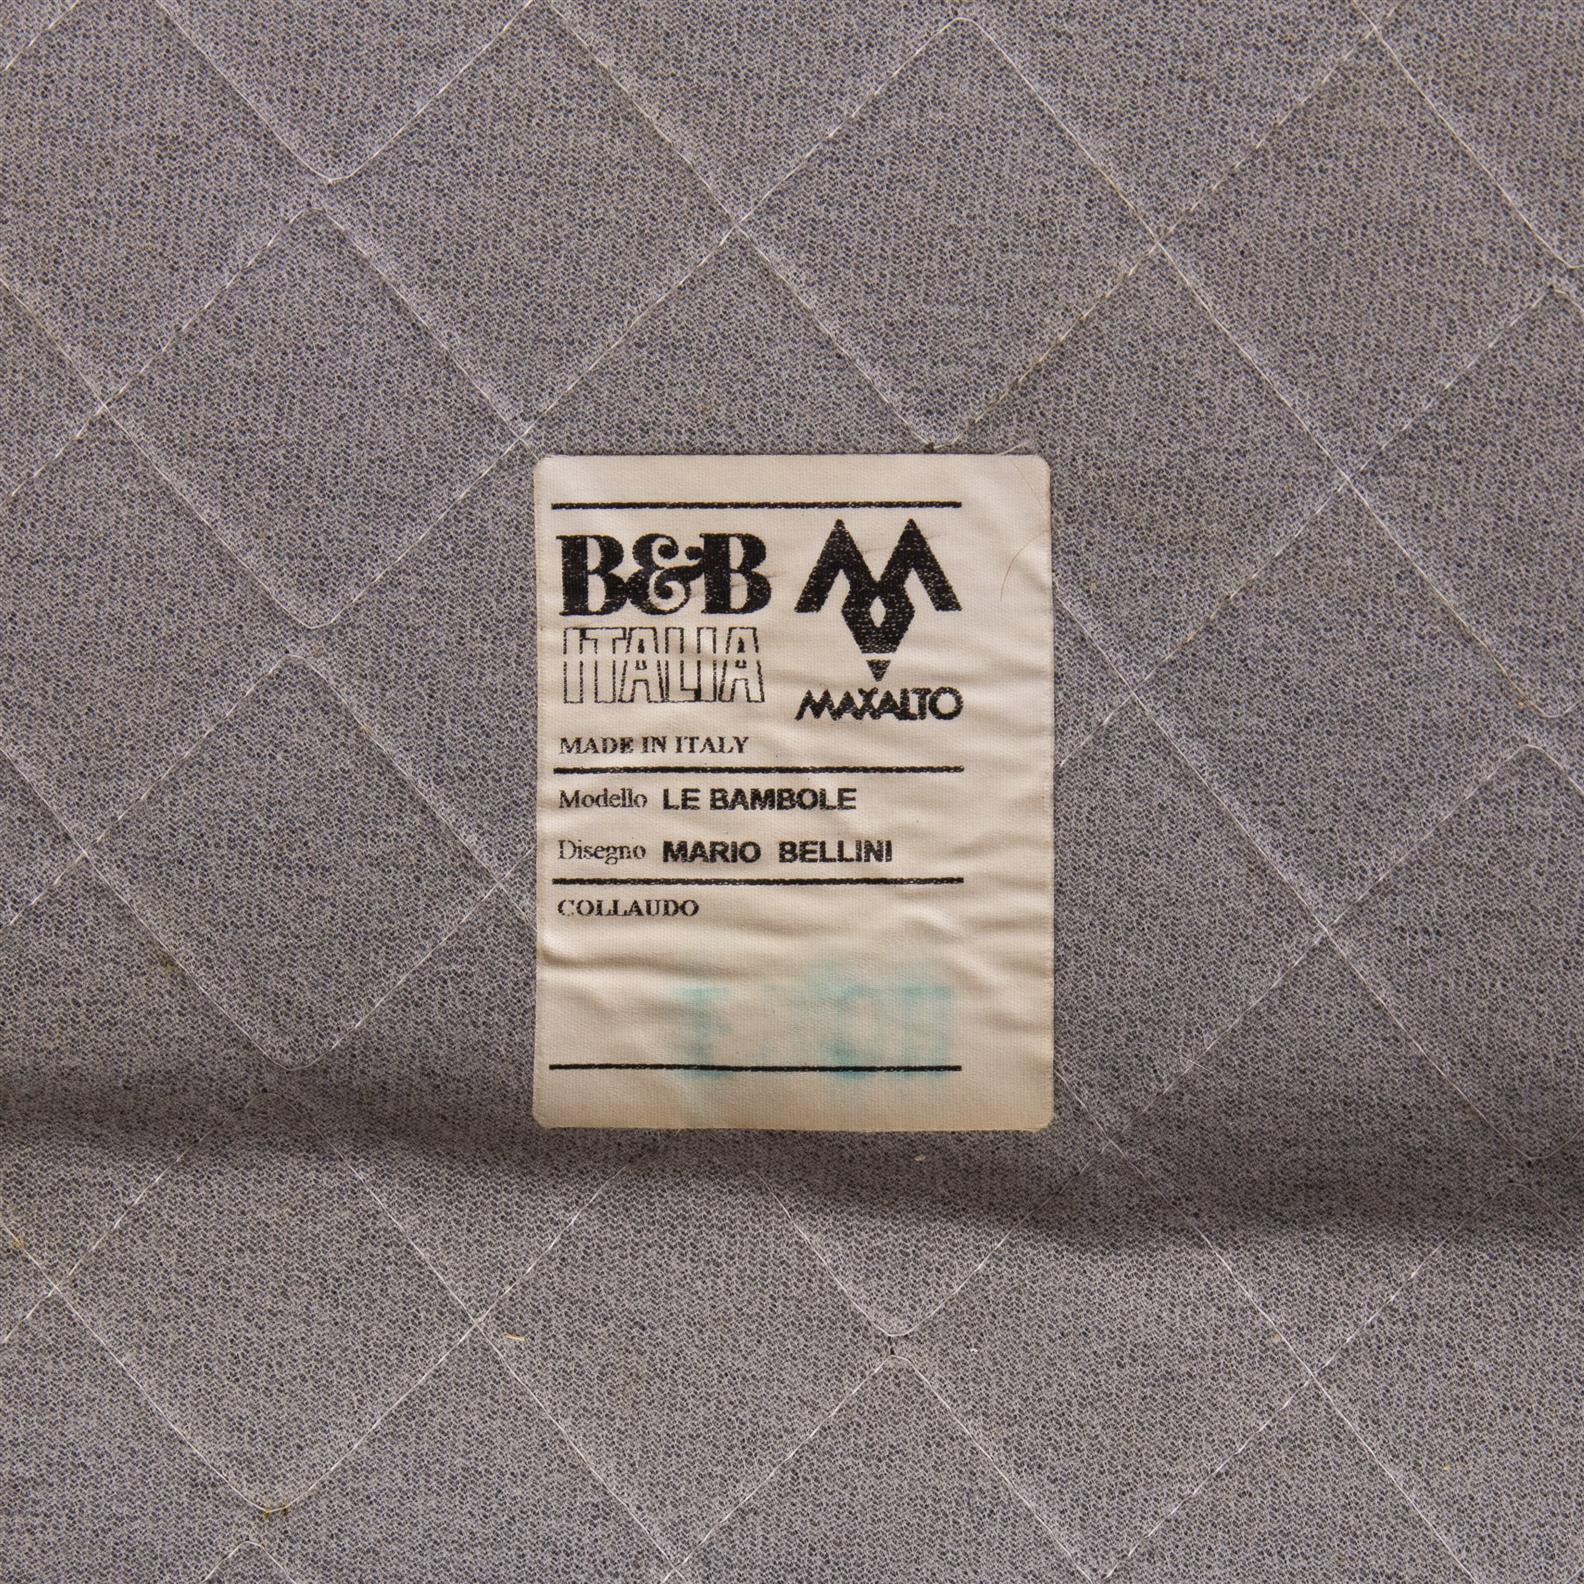 B&B
ITALIA
MAXALTO
MADE IN ITALY
Modello LE BAMBOLE
Disegno MARIO BELLINI
COLLAUDO